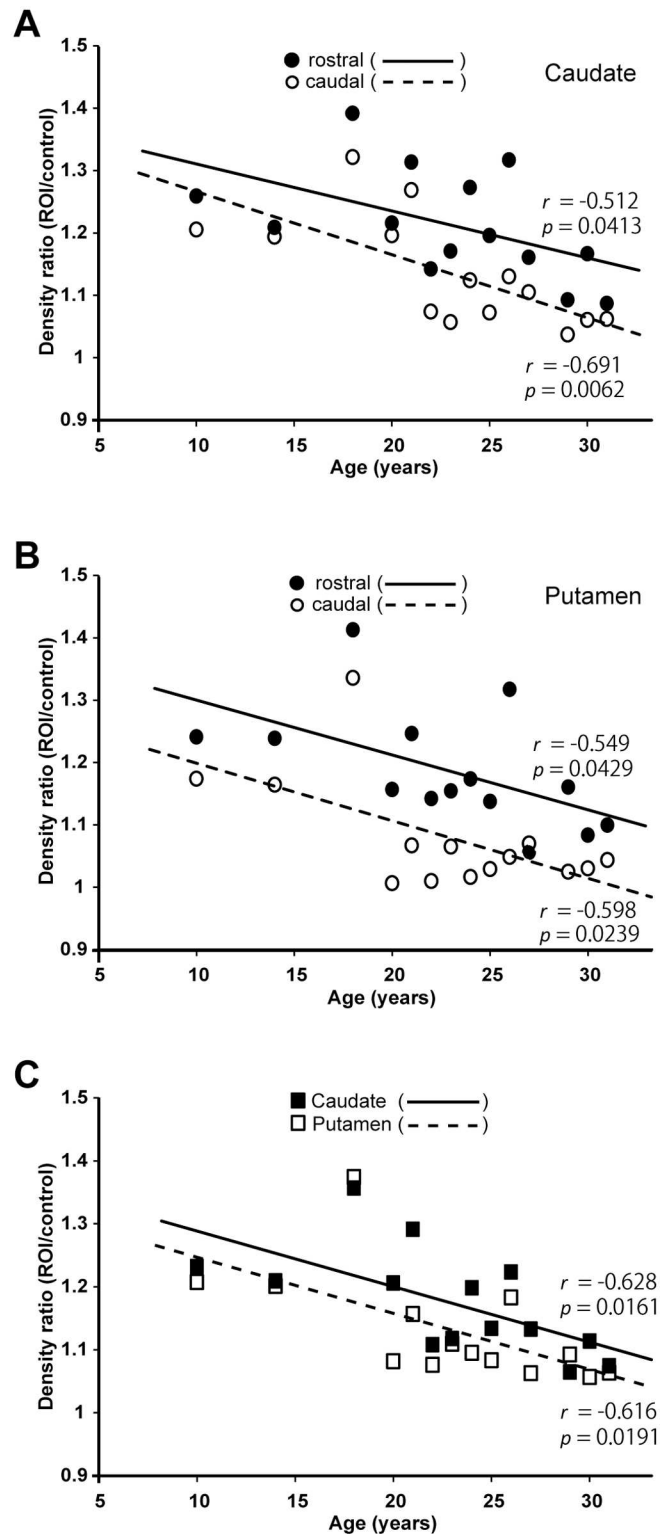 A
1.5
rostral ( )
caudal ( )
Caudate
1.4
1.3
1.2
1.1
1
0.9
Density ratio (ROI/control)
r = -0.512
p = 0.0413
r = -0.691
p = 0.0062
5 10 15 20 25 30
Age (years)
B
1.5
rostral ( )
caudal ( )
Putamen
1.4
1.3
1.2
1.1
1
0.9
Density ratio (ROI/control)
r = -0.549
p = 0.0429
r = -0.598
p = 0.0239
5 10 15 20 25 30
Age (years)
C
1.5
Caudate ( )
Putamen ( )
1.4
1.3
1.2
1.1
1
0.9
Density ratio (ROI/control)
r = -0.628
p = 0.0161
r = -0.616
p = 0.0191
5 10 15 20 25 30
Age (years)